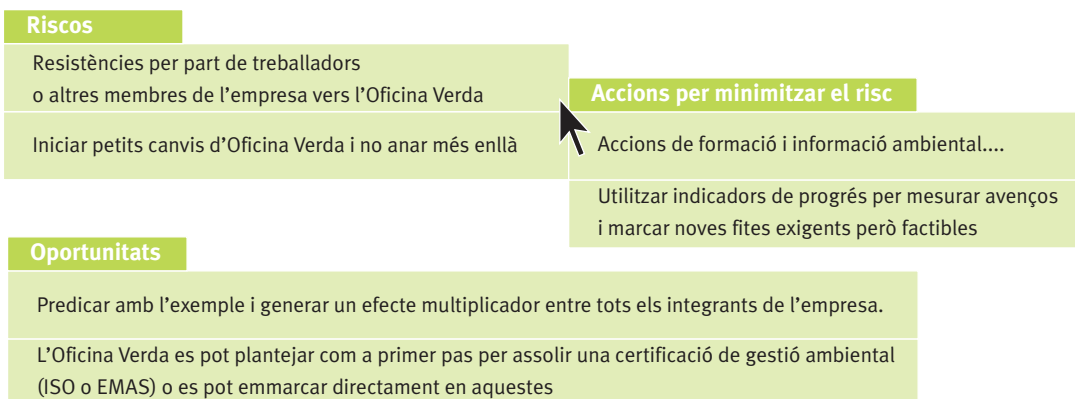 Riscos
Resistències per part de treballadors
o altres membres de l’empresa vers l’Oficina Verda
Iniciar petits canvis d’Oficina Verda i no anar més enllà
Accions per minimitzar el risc
Accions de formació i informació ambiental....
Utilitzar indicadors de progrés per mesurar avenços
i marcar noves fites exigents però factibles
Oportunitats
Predicar amb l’exemple i generar un efecte multiplicador entre tots els integrants de l’empresa.
L’Oficina Verda es pot plantejar com a primer pas per assolir una certificació de gestió ambiental
(ISO o EMAS) o es pot emmarcar directament en aquestes